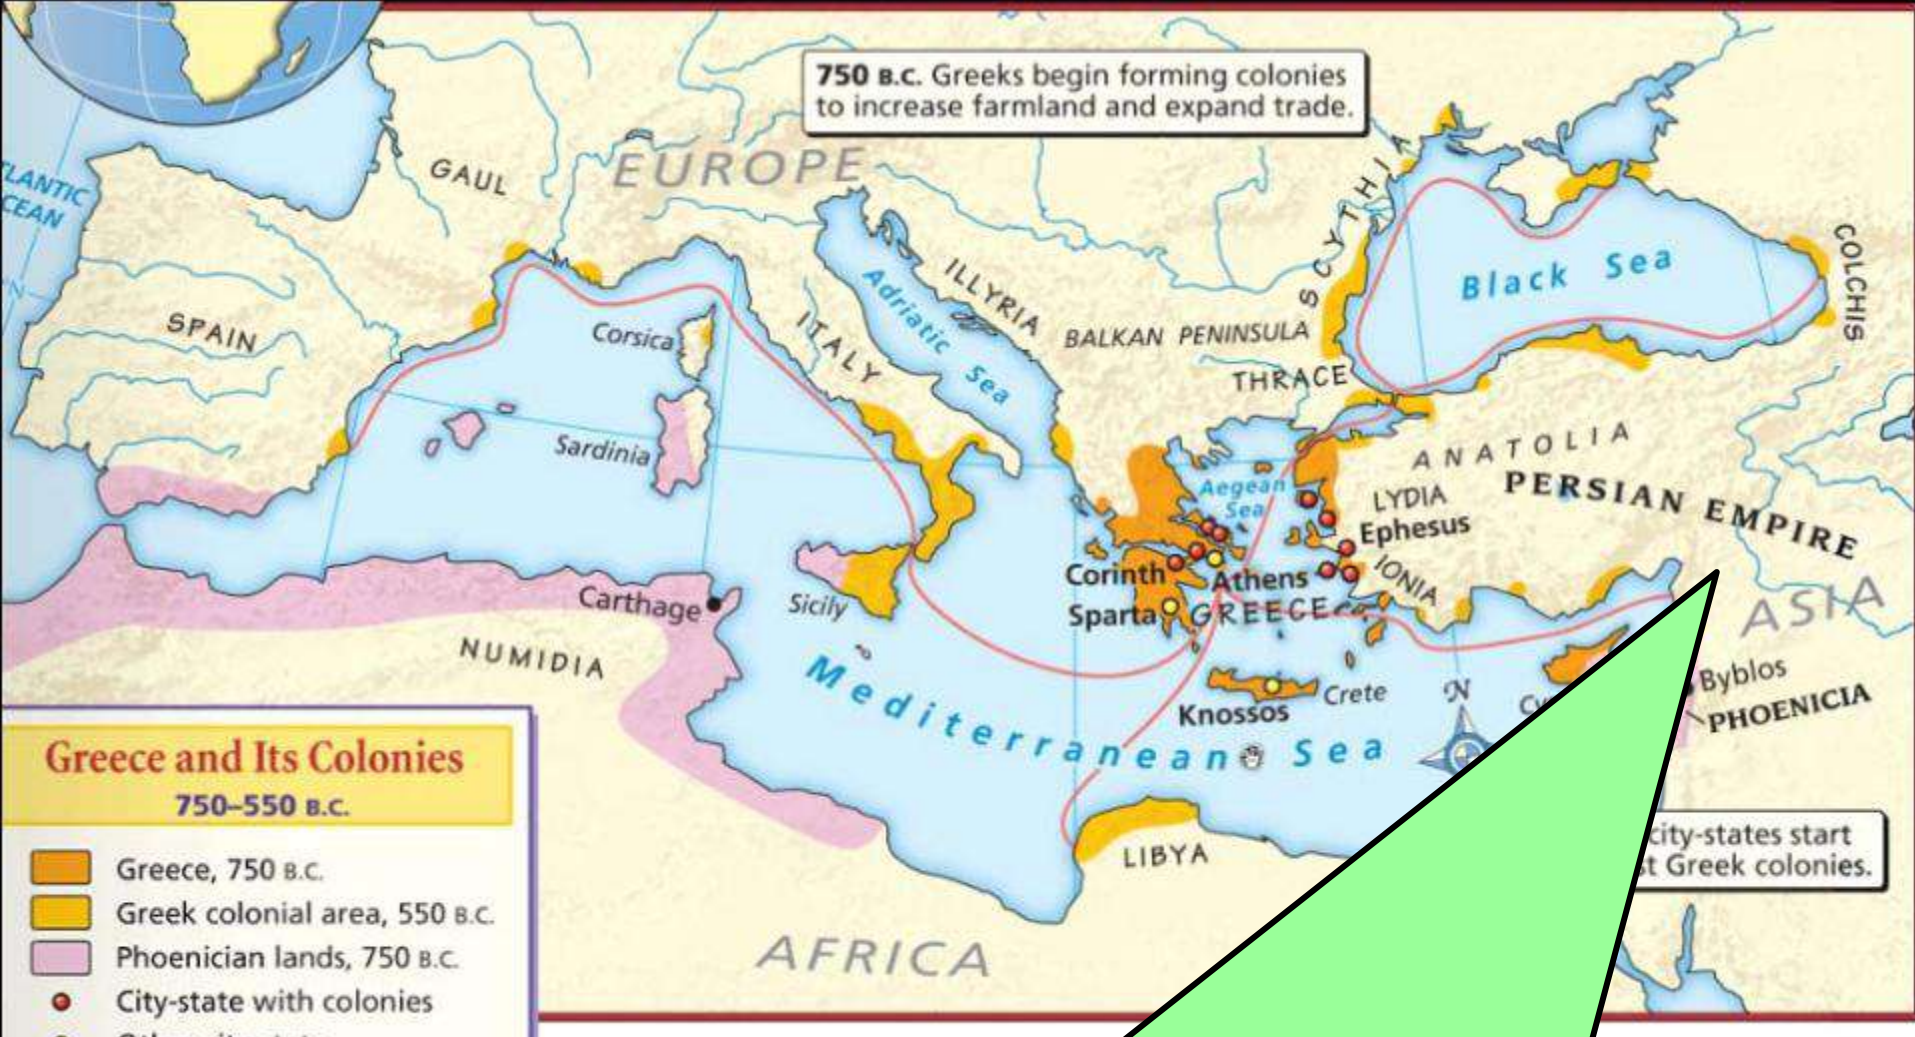 750 B.C. Greeks begin forming colonies
to increase farmland and expand trade.
EUROPE
GAUL
SCYTHIA
COLCHIS
Black Sea
ILLYRIA
Adriatic Sea
BALKAN PENINSULA
THRACE
SPAIN
ITALY
Corsica
Sardinia
ANATOLIA
PERSIAN EMPIRE
Aegean
Sea
LYDIA
Ephesus
IONIA
Corinth
Athens
Sparta
GREECE
ASIA
Carthage
Sicily
NUMIDIA
Mediterranean Sea
Crete
Knossos
N
Byblos
PHOENICIA
LIBYA
AFRICA
city-states start
Greek colonies.
Greece and Its Colonies
750–550 B.C.
Greece, 750 B.C.
Greek colonial area, 550 B.C.
Phoenician lands, 750 B.C.
City-state with colonies